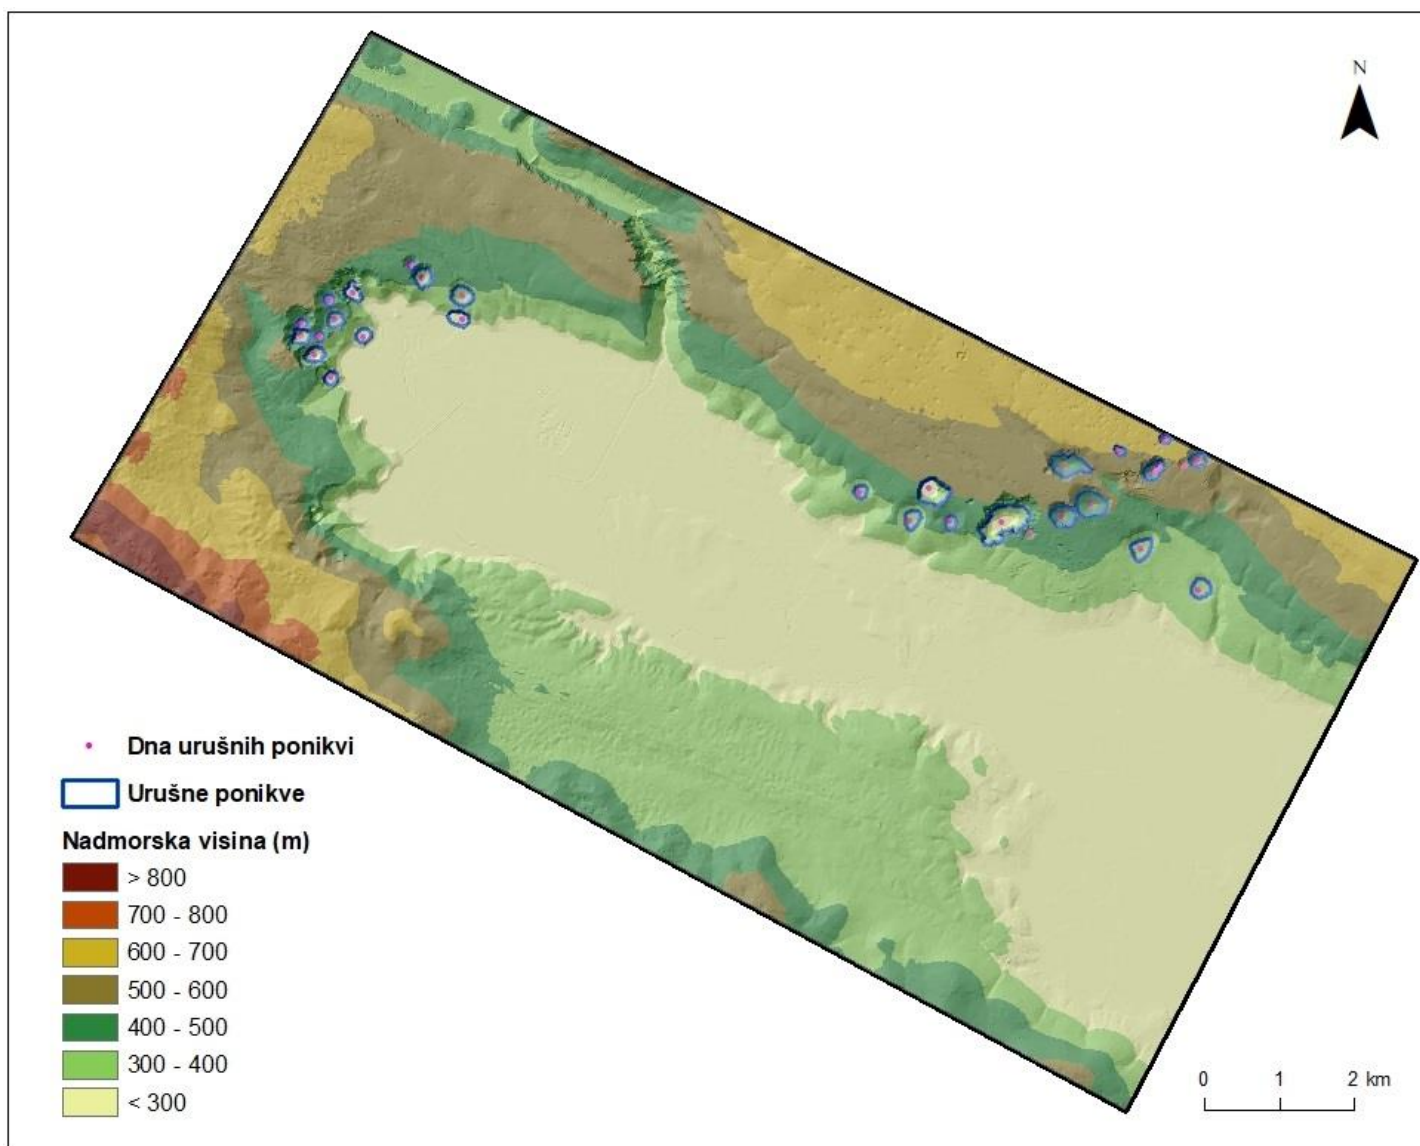 N
Dna urušnih ponikvi
Urušne ponikve
Nadmorska visina (m)
> 800
700 - 800
600 - 700
500 - 600
400 - 500
300 - 400
< 300
0 1 2 km